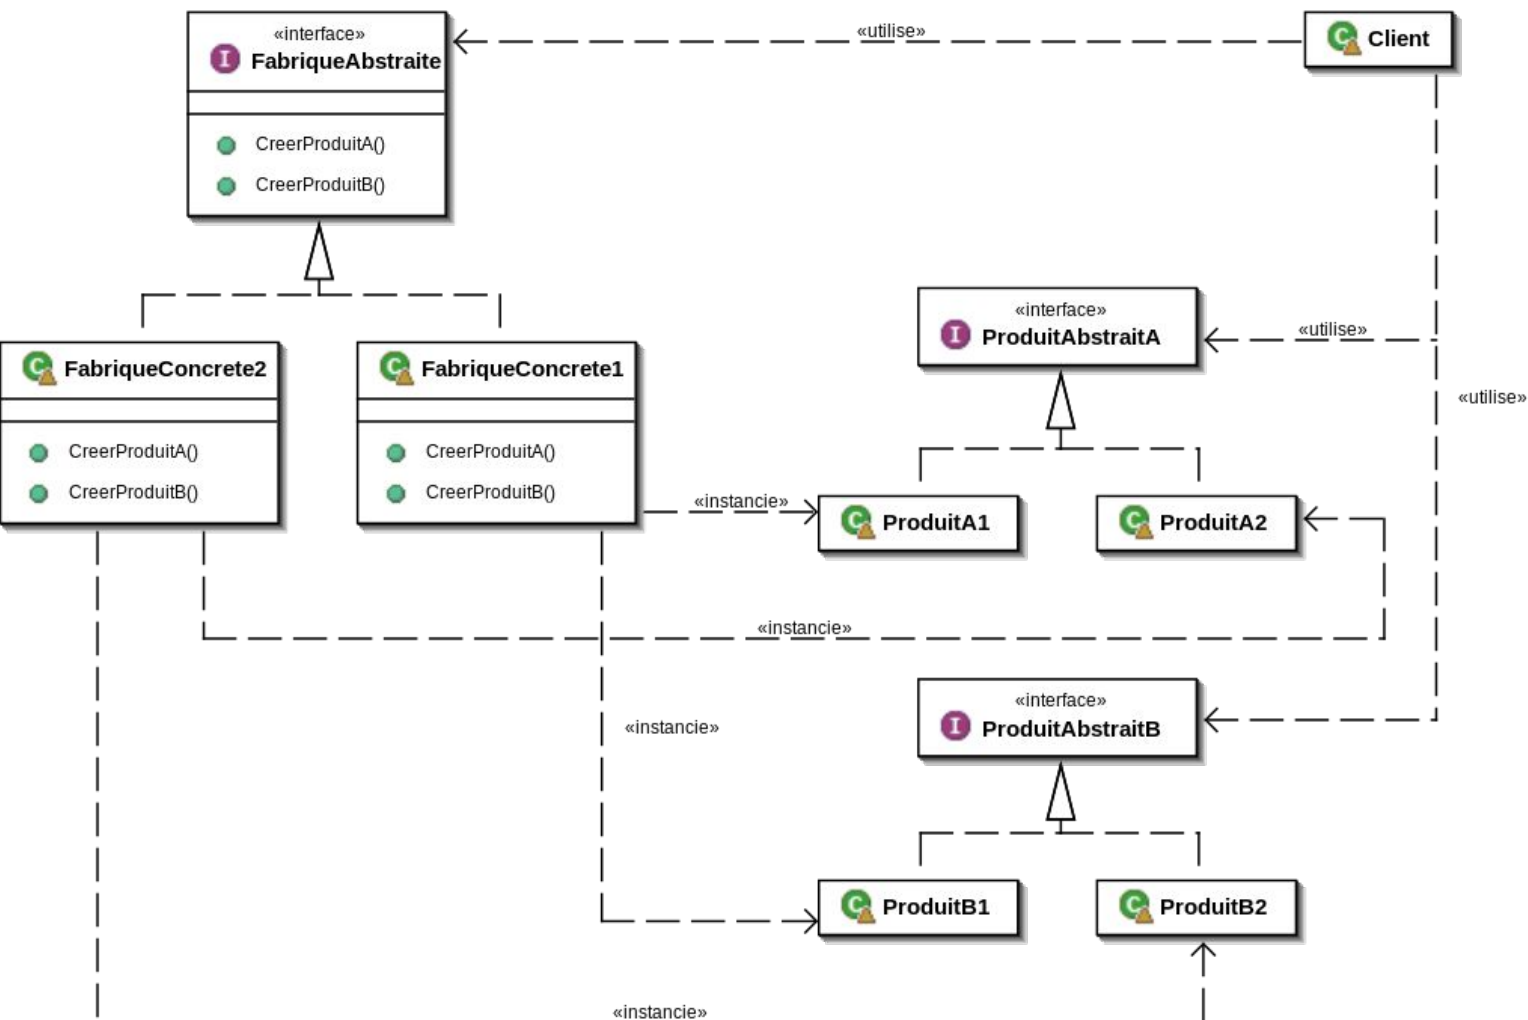 «interface»
FabriqueAbstraite
CreerProduitA()
CreerProduitB()
«utilise»
Client
FabriqueConcrete2
CreerProduitA()
CreerProduitB()
FabriqueConcrete1
CreerProduitA()
CreerProduitB()
«interface»
ProduitAbstraitA
«utilise»
«utilise»
«instancie»
ProduitA1
ProduitA2
«instancie»
«interface»
ProduitAbstraitB
«instancie»
ProduitB1
ProduitB2
«instancie»